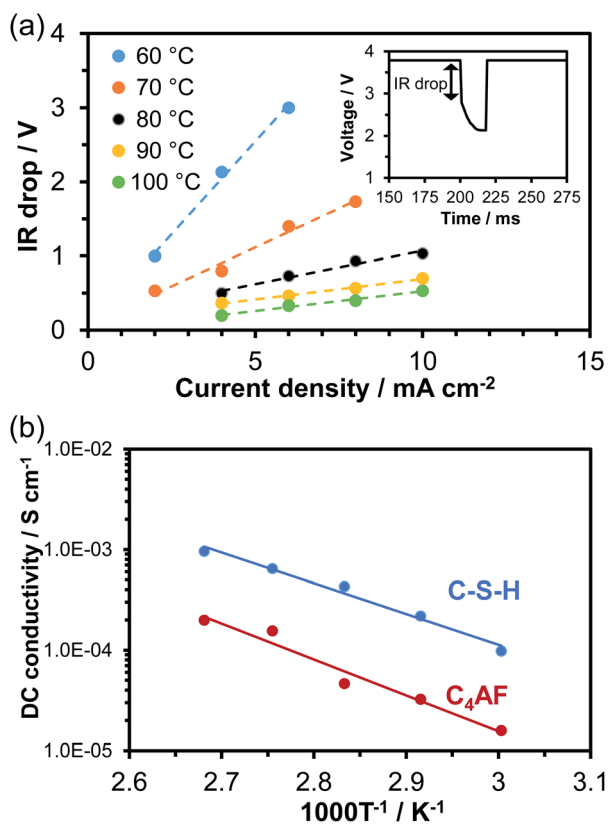 (a)
IR drop / V
4
3
2
1
0
60 °C
70 °C
80 °C
90 °C
100 °C
Voltage / V
4
3
2
1
IR drop
150 175 200 225 250 275
Time / ms
0 5 10 15
Current density / mA cm⁻²
(b)
DC conductivity / S cm⁻¹
1.0E-02
1.0E-03
1.0E-04
1.0E-05
C-S-H
C₄AF
2.6 2.7 2.8 2.9 3 3.1
1000T⁻¹ / K⁻¹